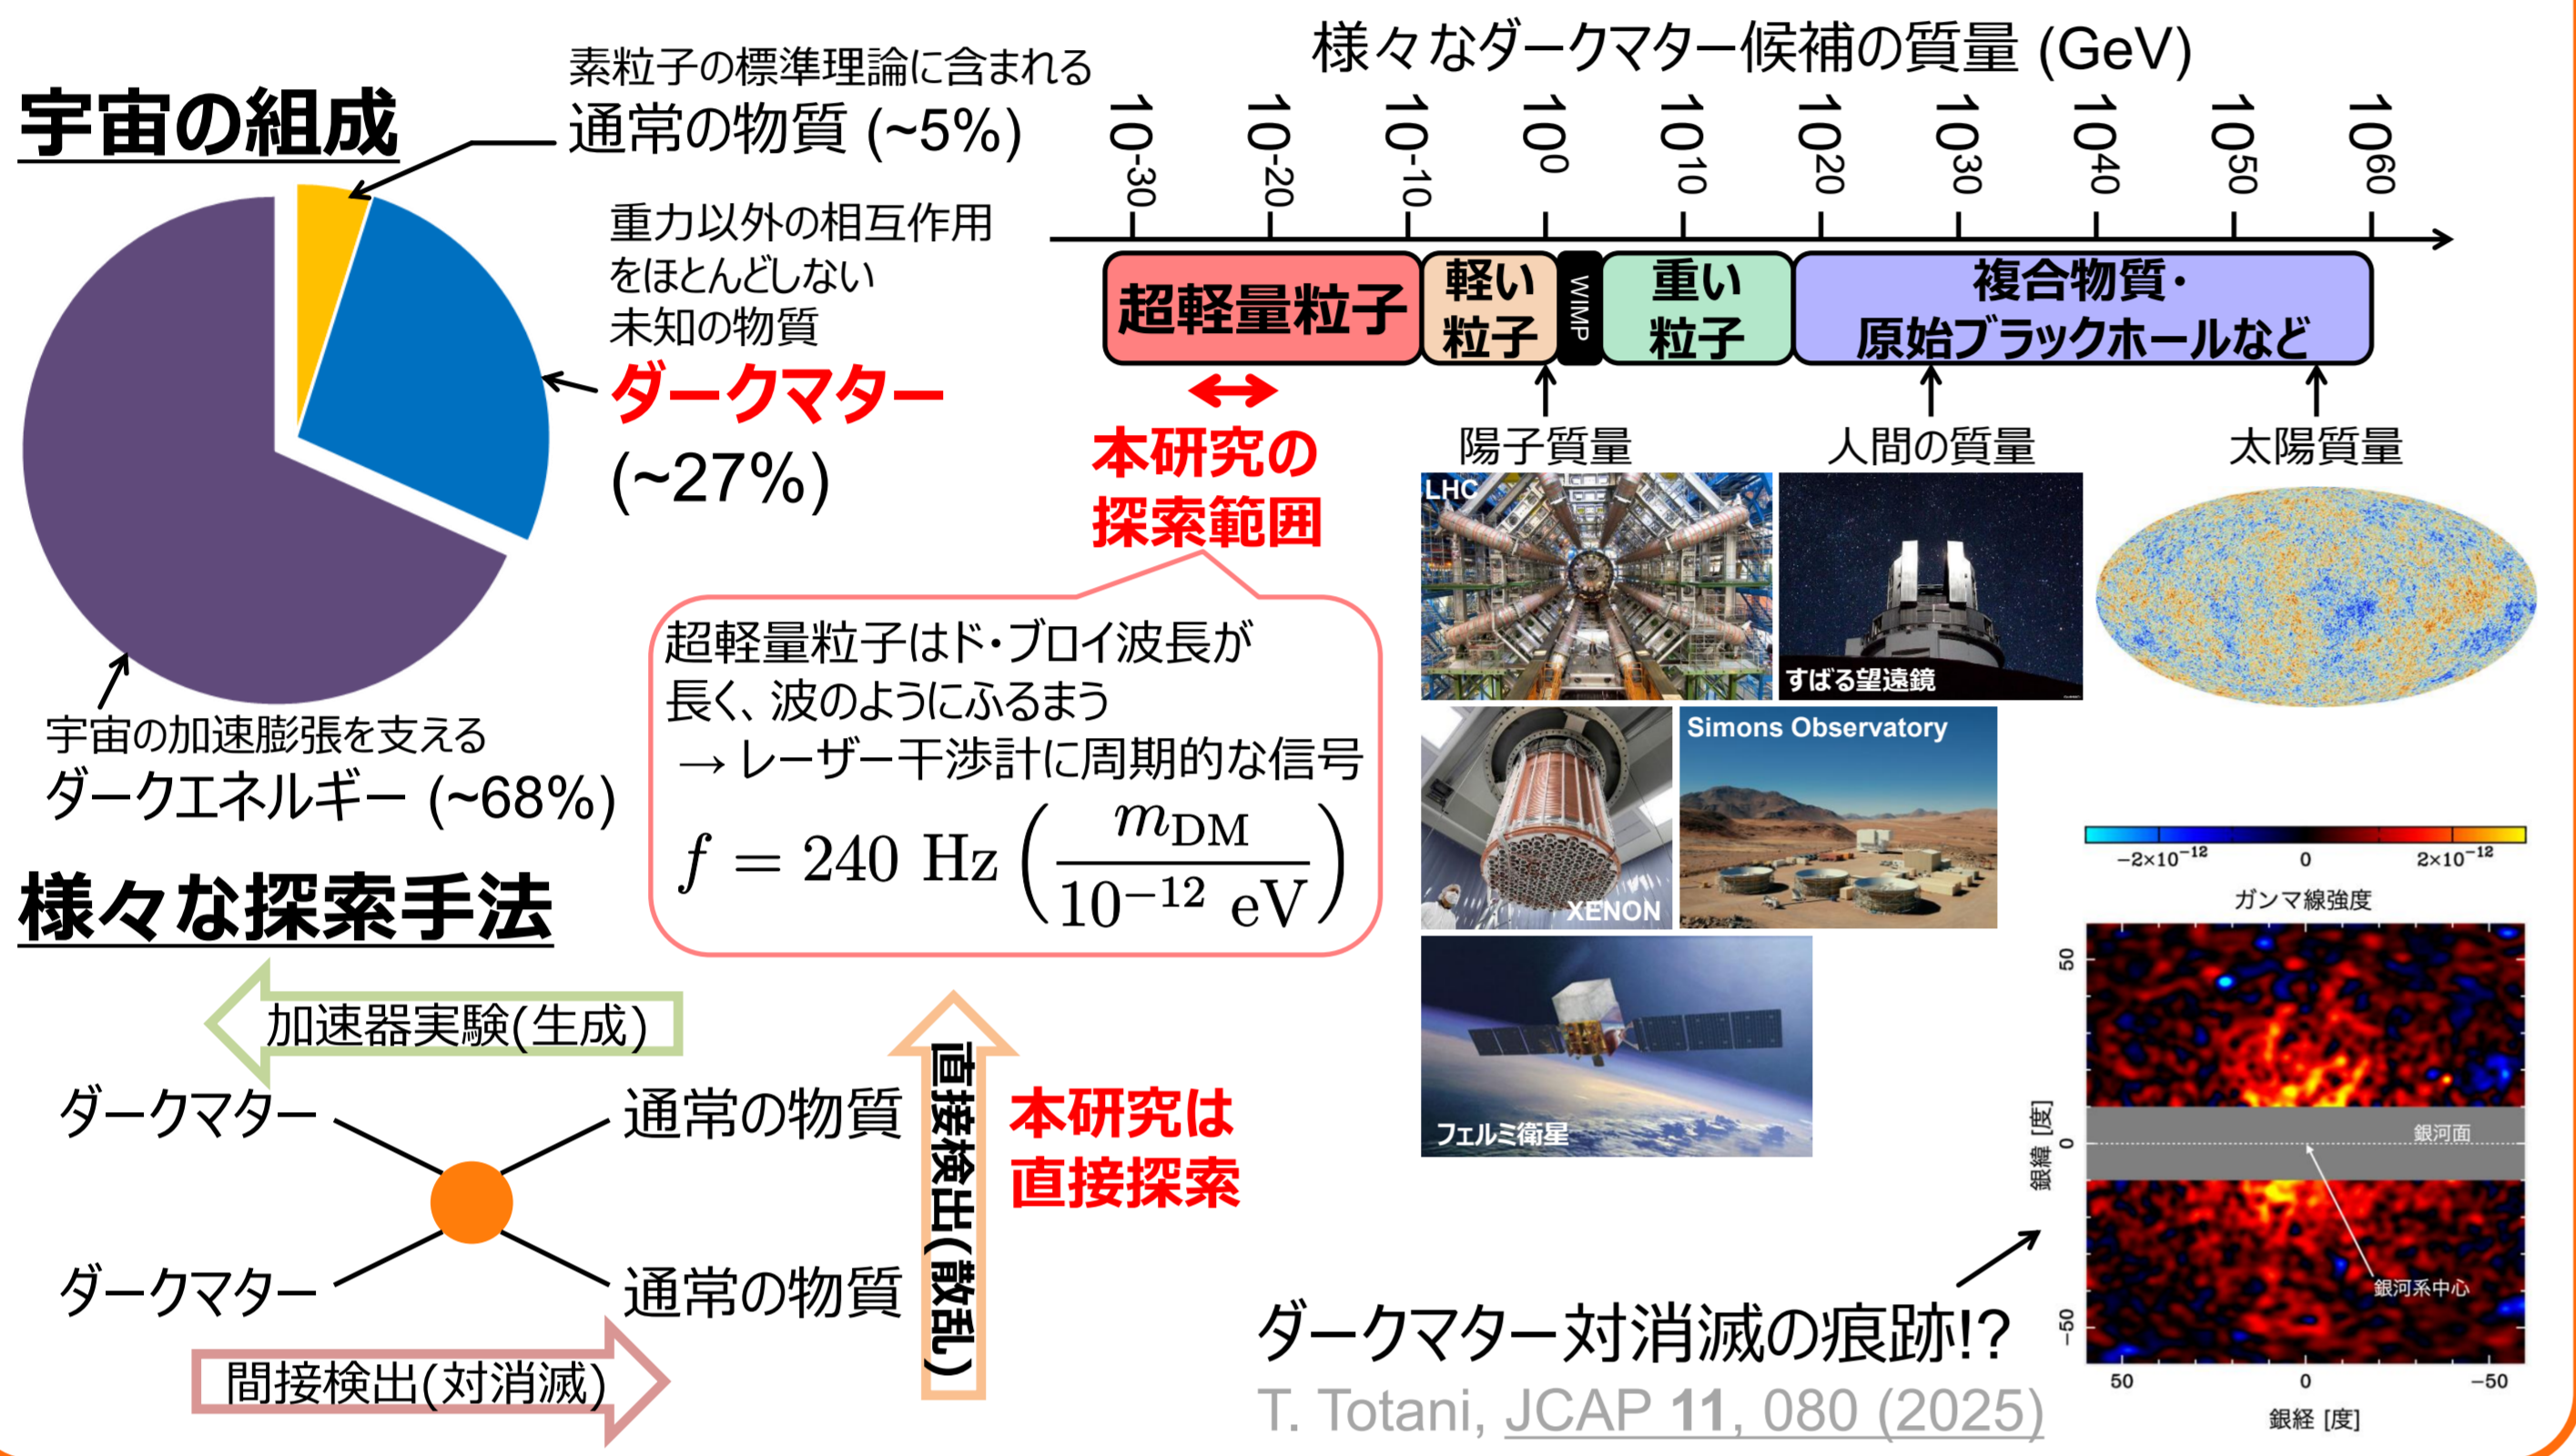 宇宙の組成
素粒子の標準理論に含まれる
通常の物質 (~5%)
重力以外の相互作用
をほとんどしない
未知の物質
ダークマター
(~27%)
宇宙の加速膨張を支える
ダークエネルギー (~68%)
様々なダークマター候補の質量 (GeV)
10^-30 10^-20 10^-10 10^0 10^10 10^20 10^30 10^40 10^50 10^60
超軽量粒子
軽い
粒子
WIMP
重い
粒子
複合物質・
原始ブラックホールなど
本研究の
探索範囲
陽子質量
人間の質量
太陽質量
超軽量粒子はド・ブロイ波長が
長く、波のようにふるまう
→レーザー干渉計に周期的な信号
f = 240 Hz (m_DM / 10^−12 eV)
LHC
すばる望遠鏡
XENON
Simons Observatory
フェルミ衛星
様々な探索手法
加速器実験(生成)
ダークマター
通常の物質
ダークマター
通常の物質
間接検出(対消滅)
直接検出(散乱)
本研究は
直接探索
−2×10^−12 0 2×10^−12
ガンマ線強度
銀緯 [度]
50
0
−50
銀河面
銀河系中心
50 0 −50
銀経 [度]
ダークマター対消滅の痕跡!?
T. Totani, JCAP 11, 080 (2025)